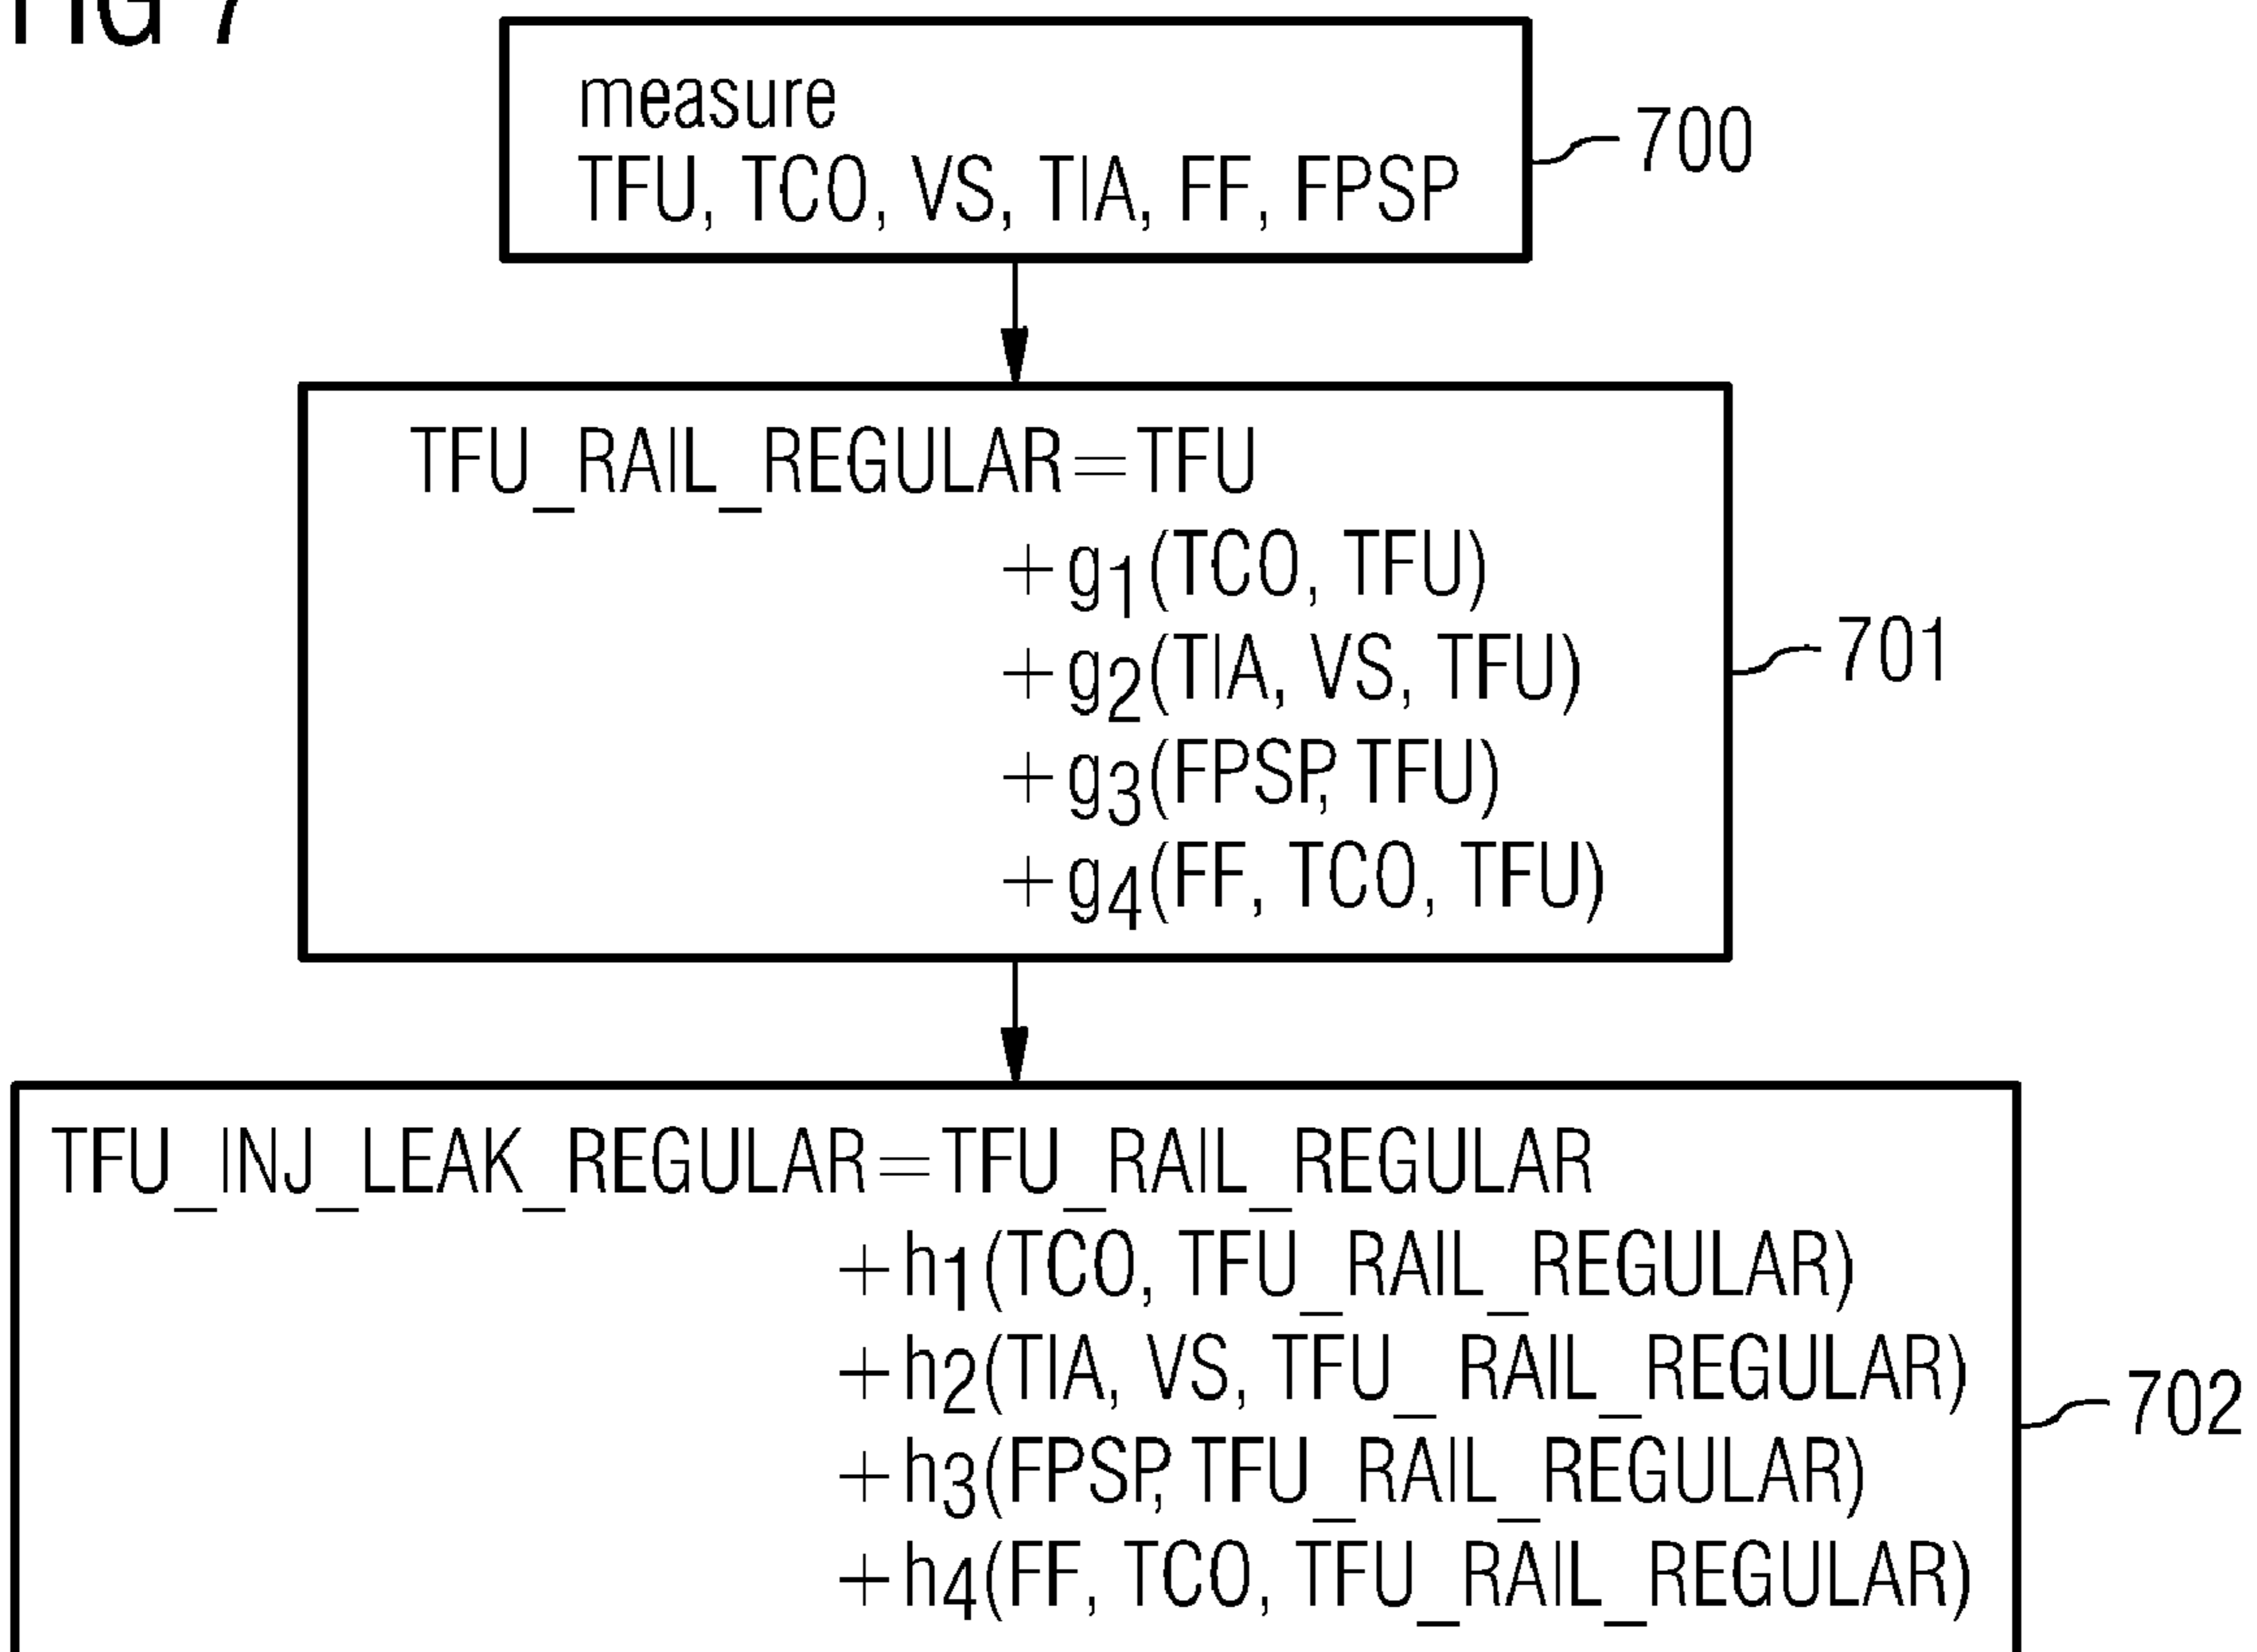 FIG 7
measure
TFU, TCO, VS, TIA, FF, FPSP
700
TFU_RAIL_REGULAR=TFU
+g1(TCO, TFU)
+g2(TIA, VS, TFU)
+g3(FPSP, TFU)
+g4(FF, TCO, TFU)
701
TFU_INJ_LEAK_REGULAR=TFU_RAIL_REGULAR
+h1(TCO, TFU_RAIL_REGULAR)
+h2(TIA, VS, TFU_RAIL_REGULAR)
+h3(FPSP, TFU_RAIL_REGULAR)
+h4(FF, TCO, TFU_RAIL_REGULAR)
702